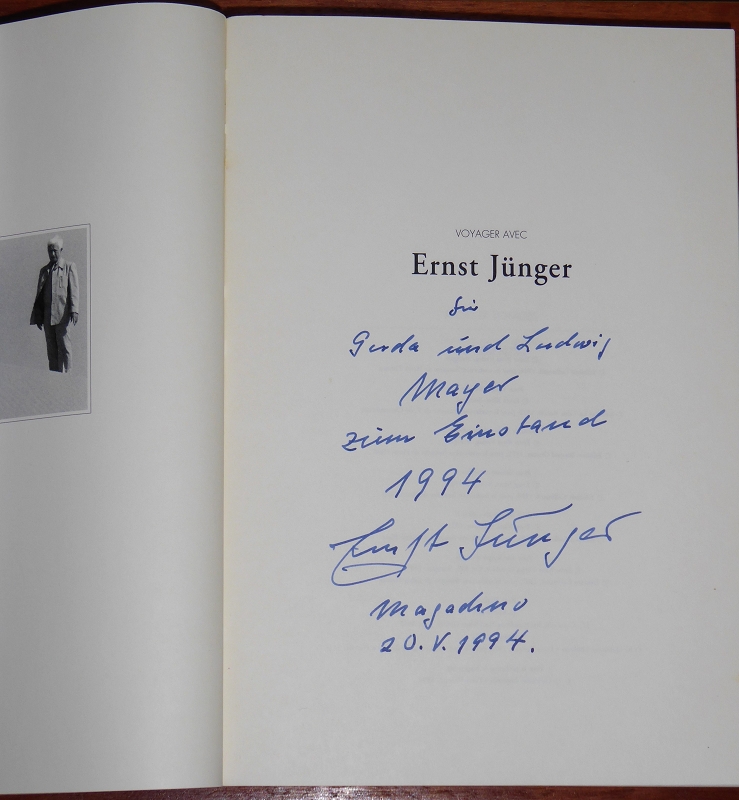 VOYAGER AVEC
Ernst Jünger
für
Gerda und Ludwig
Mayer
zum Einstand
1994
Ernst Jünger
Magadino
20.V.1994.